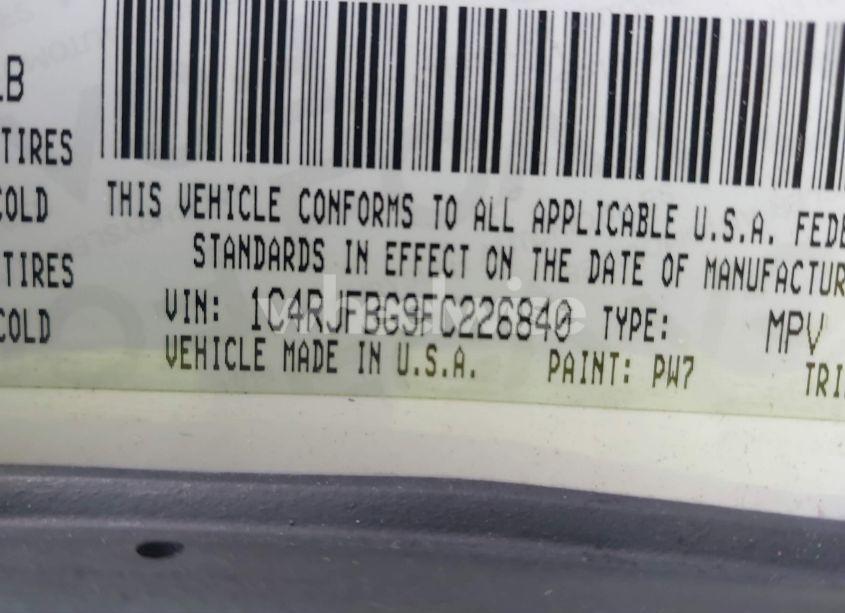 LB
TIRES
COLD
TIRES
COLD
THIS VEHICLE CONFORMS TO ALL APPLICABLE U.S.A. FEDE
STANDARDS IN EFFECT ON THE DATE OF MANUFACTUR
VIN: 1C4RJFBG9FC226840 TYPE: MPV
VEHICLE MADE IN U.S.A. PAINT: PW7 TRI